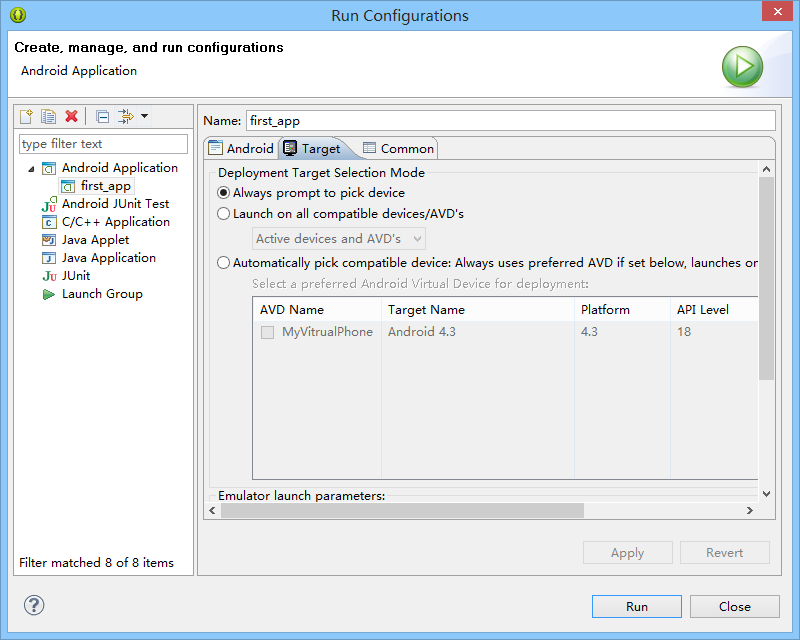 Run Configurations
Create, manage, and run configurations
Android Application
type filter text
Android Application
first_app
Android JUnit Test
C/C++ Application
Java Applet
Java Application
JUnit
Launch Group
Filter matched 8 of 8 items
Name: first_app
Android Target Common
Deployment Target Selection Mode
Always prompt to pick device
Launch on all compatible devices/AVD's
Active devices and AVD's
Automatically pick compatible device: Always uses preferred AVD if set below, launches or
Select a preferred Android Virtual Device for deployment:
AVD Name Target Name Platform API Level
MyVitrualPhone Android 4.3 4.3 18
Emulator launch parameters:
Apply Revert
Run Close